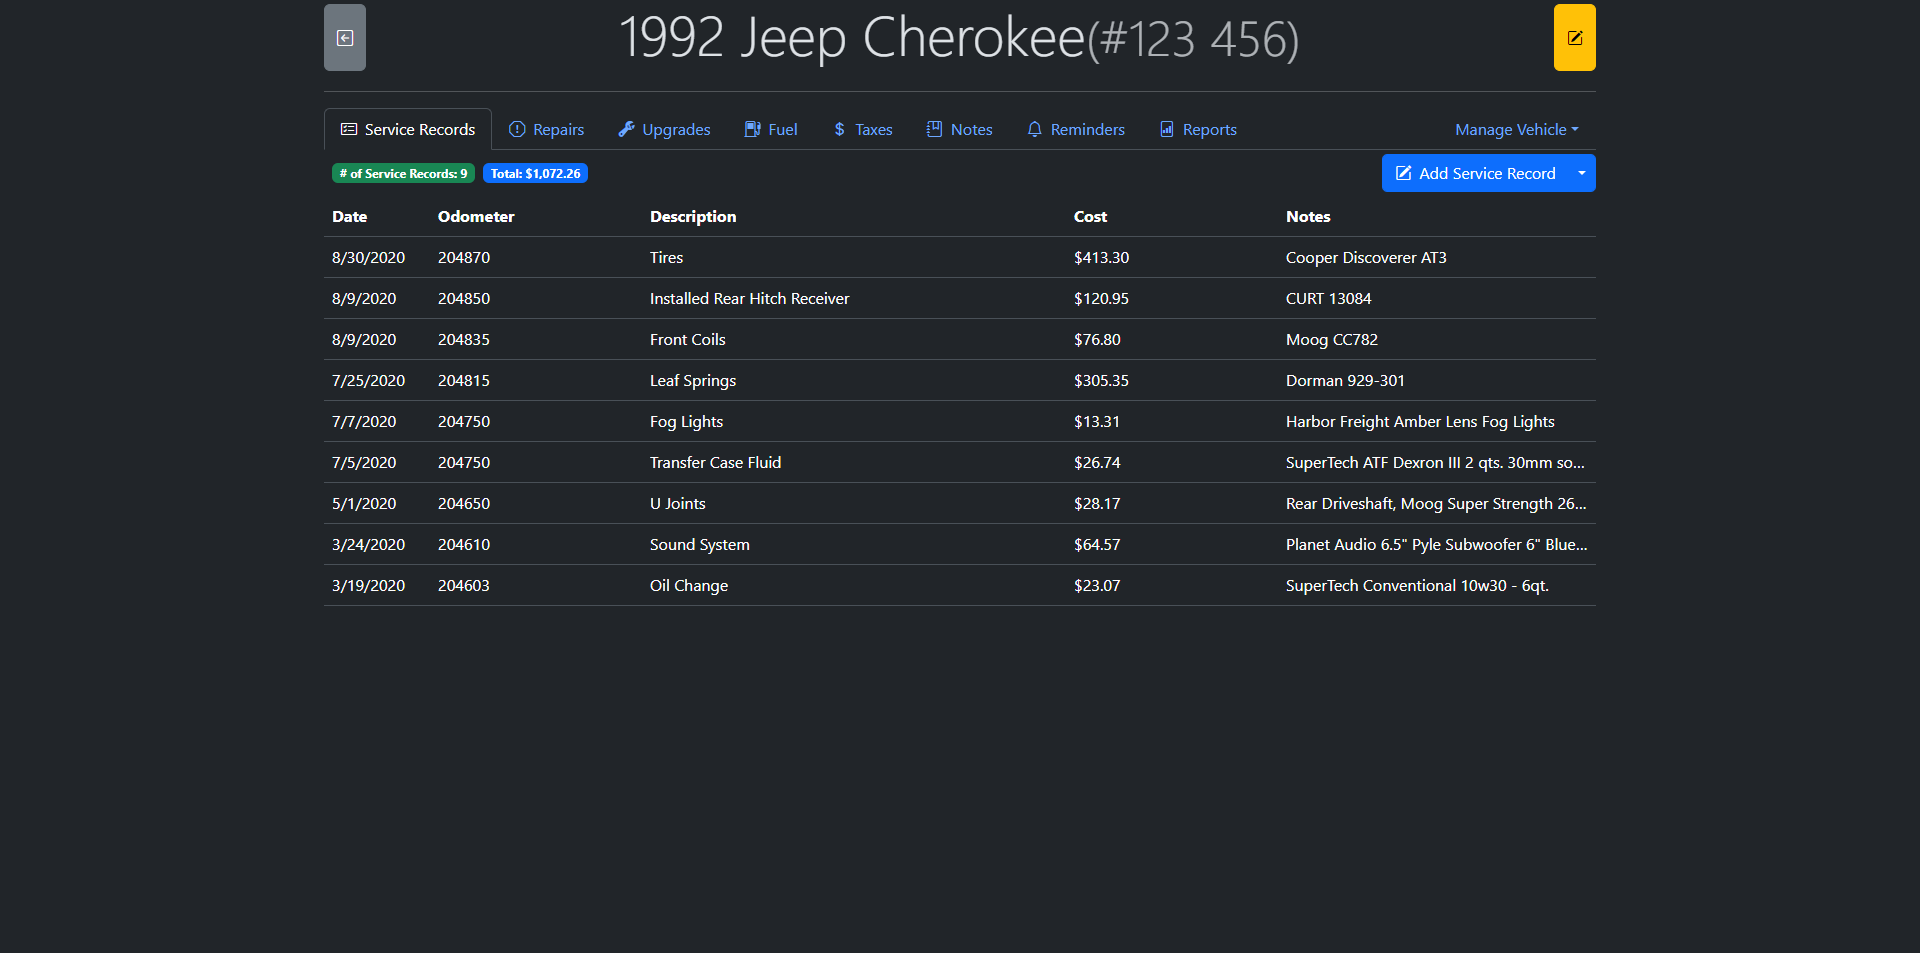 1992 Jeep Cherokee(#123 456)
Service Records Repairs Upgrades Fuel Taxes Notes Reminders Reports Manage Vehicle
# of Service Records: 9 Total: $1,072.26 Add Service Record
Date Odometer Description Cost Notes
8/30/2020 204870 Tires $413.30 Cooper Discoverer AT3
8/9/2020 204850 Installed Rear Hitch Receiver $120.95 CURT 13084
8/9/2020 204835 Front Coils $76.80 Moog CC782
7/25/2020 204815 Leaf Springs $305.35 Dorman 929-301
7/7/2020 204750 Fog Lights $13.31 Harbor Freight Amber Lens Fog Lights
7/5/2020 204750 Transfer Case Fluid $26.74 SuperTech ATF Dexron III 2 qts. 30mm so...
5/1/2020 204650 U Joints $28.17 Rear Driveshaft, Moog Super Strength 26...
3/24/2020 204610 Sound System $64.57 Planet Audio 6.5" Pyle Subwoofer 6" Blue...
3/19/2020 204603 Oil Change $23.07 SuperTech Conventional 10w30 - 6qt.